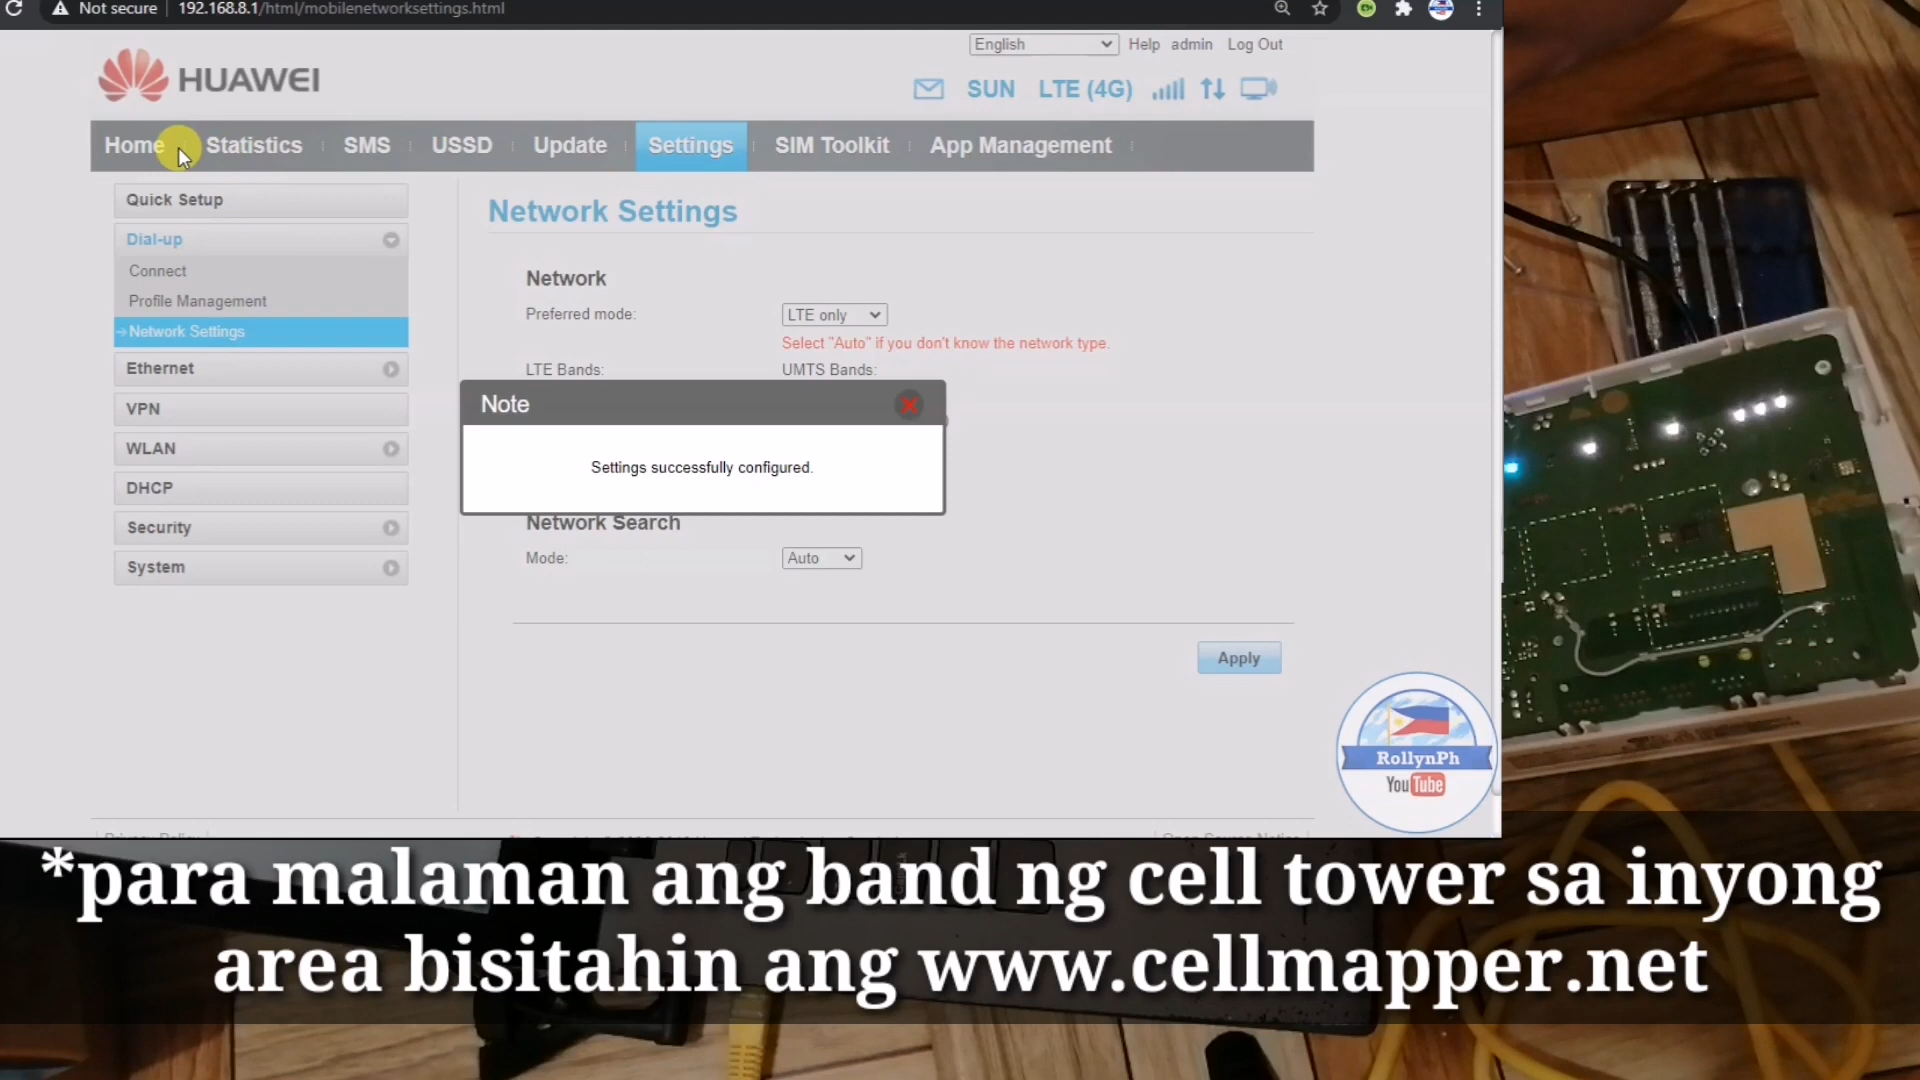 Not secure 192.168.8.1/html/mobilenetworksettings.html
English Help admin Log Out
HUAWEI
SUN LTE (4G)
Home Statistics SMS USSD Update Settings SIM Toolkit App Management
Quick Setup
Dial-up
Connect
Profile Management
Network Settings
Ethernet
VPN
WLAN
DHCP
Security
System
Network Settings
Network
Preferred mode: LTE only
Select "Auto" if you don't know the network type.
LTE Bands: UMTS Bands:
Note
Settings successfully configured.
Network Search
Mode: Auto
Apply
RollynPh
YouTube
*para malaman ang band ng cell tower sa inyong
area bisitahin ang www.cellmapper.net